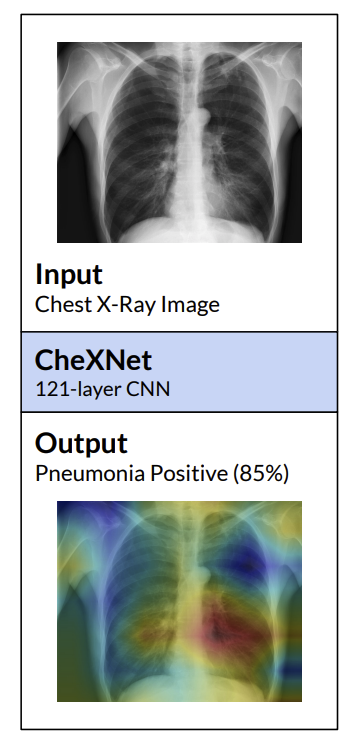 Input
Chest X-Ray Image
CheXNet
121-layer CNN
Output
Pneumonia Positive (85%)